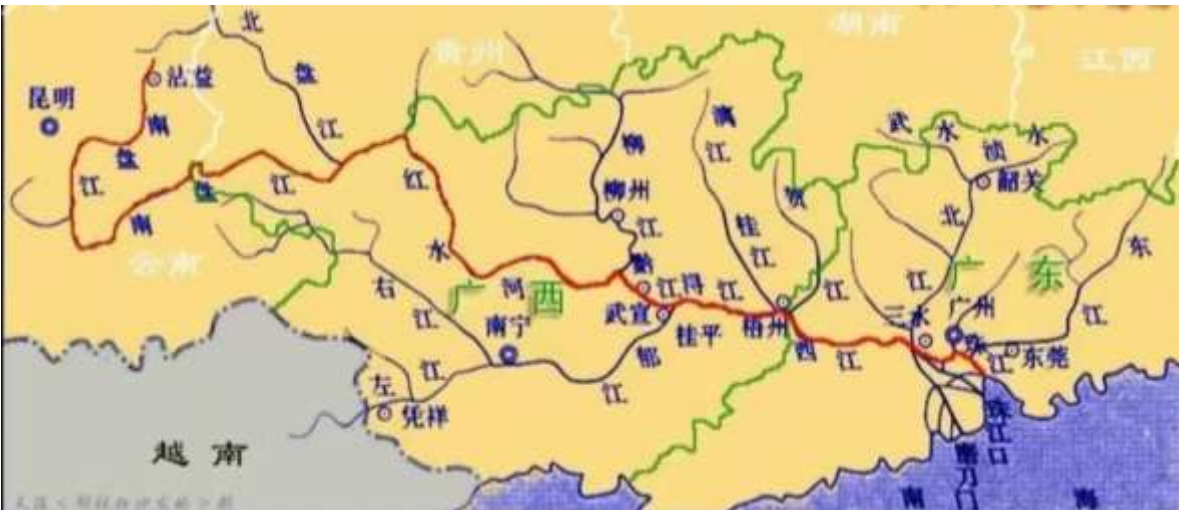 北
盘
江
贵州
湖南
江西
昆明
沾益
南
盘
江
南
盘
江
红
水
河
柳
柳州
江
漓
江
桂
江
贺
江
武
水
浈
水
韶关
北
江
东
江
广东
广州
云南
右
江
广西
黔
江
武宣
浔
江
桂平
梧州
西
江
三水
珠
江
东莞
南宁
郁
江
左
江
凭祥
越南
珠江口
磨刀口
南
海